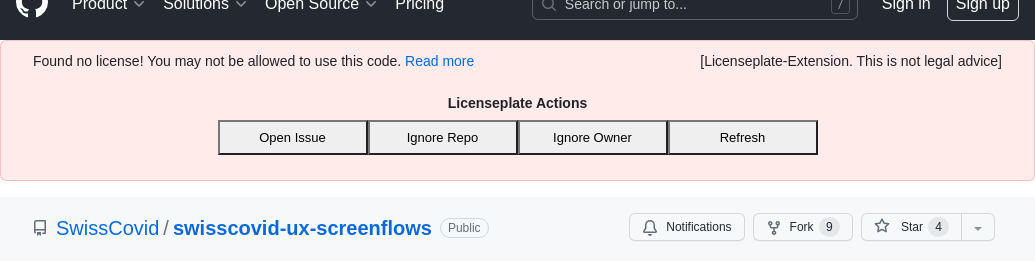 Product Solutions Open Source Pricing Search or jump to... / Sign in Sign up
Found no license! You may not be allowed to use this code. Read more [Licenseplate-Extension. This is not legal advice]
Licenseplate Actions
Open Issue Ignore Repo Ignore Owner Refresh
SwissCovid / swisscovid-ux-screenflows Public Notifications Fork 9 Star 4